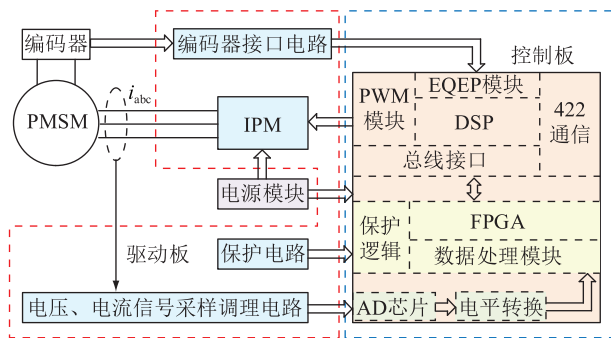 编码器
编码器接口电路
控制板
i_abc
PMSM
IPM
PWM
模块
EQEP模块
DSP
总线接口
422
通信
电源模块
保护
逻辑
FPGA
数据处理模块
驱动板
保护电路
电压、电流信号采样调理电路
AD芯片
电平转换